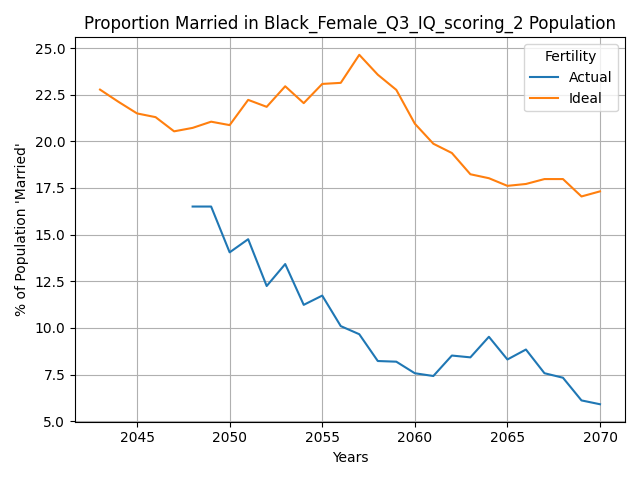 Proportion Married in Black_Female_Q3_IQ_scoring_2 Population
% of Population 'Married'
25.0
22.5
20.0
17.5
15.0
12.5
10.0
7.5
5.0
Fertility
Actual
Ideal
2045 2050 2055 2060 2065 2070
Years